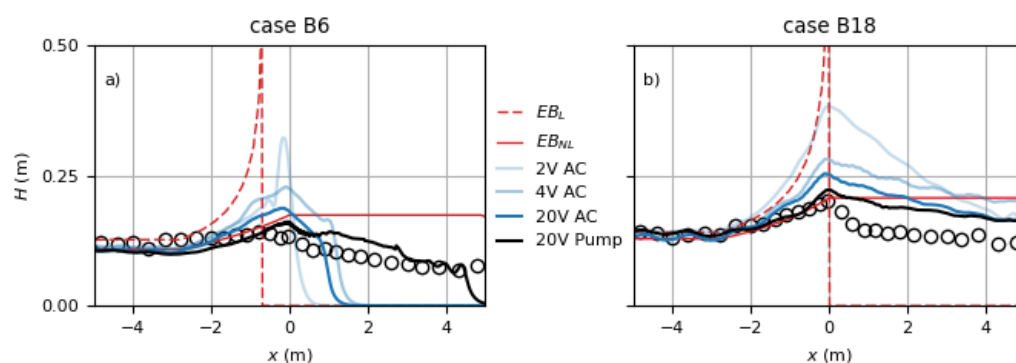 case B6
case B18
0.50
0.25
0.00
H (m)
a)
−4
−2
0
2
4
x (m)
EB_L
EB_NL
2V AC
4V AC
20V AC
20V Pump
b)
−4
−2
0
2
4
x (m)